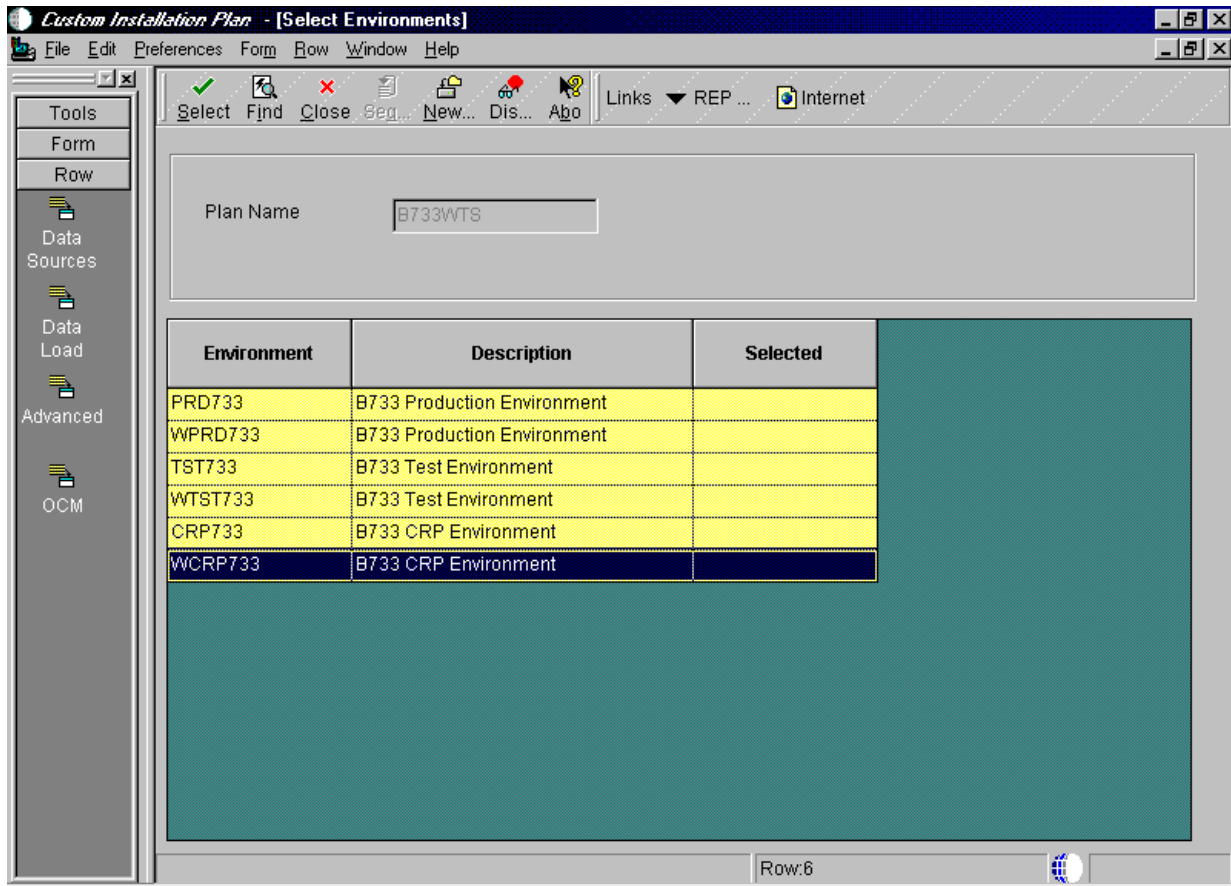 Custom Installation Plan - [Select Environments]
File Edit Preferences Form Row Window Help
Tools
Form
Row
Data
Sources
Data
Load
Advanced
OCM
Select Find Close Seq... New... Dis... Abo Links REP ... Internet
Plan Name B733WTS
Environment Description Selected
PRD733 B733 Production Environment
WPRD733 B733 Production Environment
TST733 B733 Test Environment
WTST733 B733 Test Environment
CRP733 B733 CRP Environment
WCRP733 B733 CRP Environment
Row:6